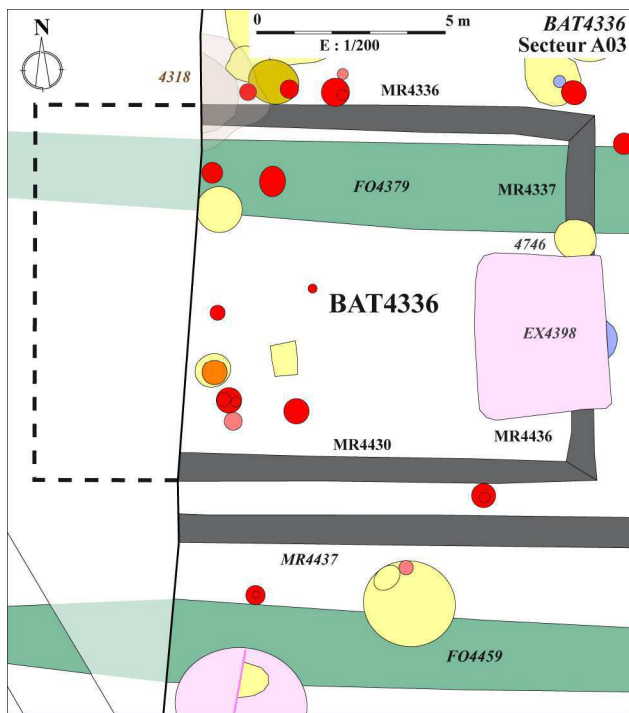 N
0 5 m
E : 1/200
BAT4336
Secteur A03
4318
MR4336
FO4379
MR4337
4746
BAT4336
EX4398
MR4430
MR4436
MR4437
FO4459